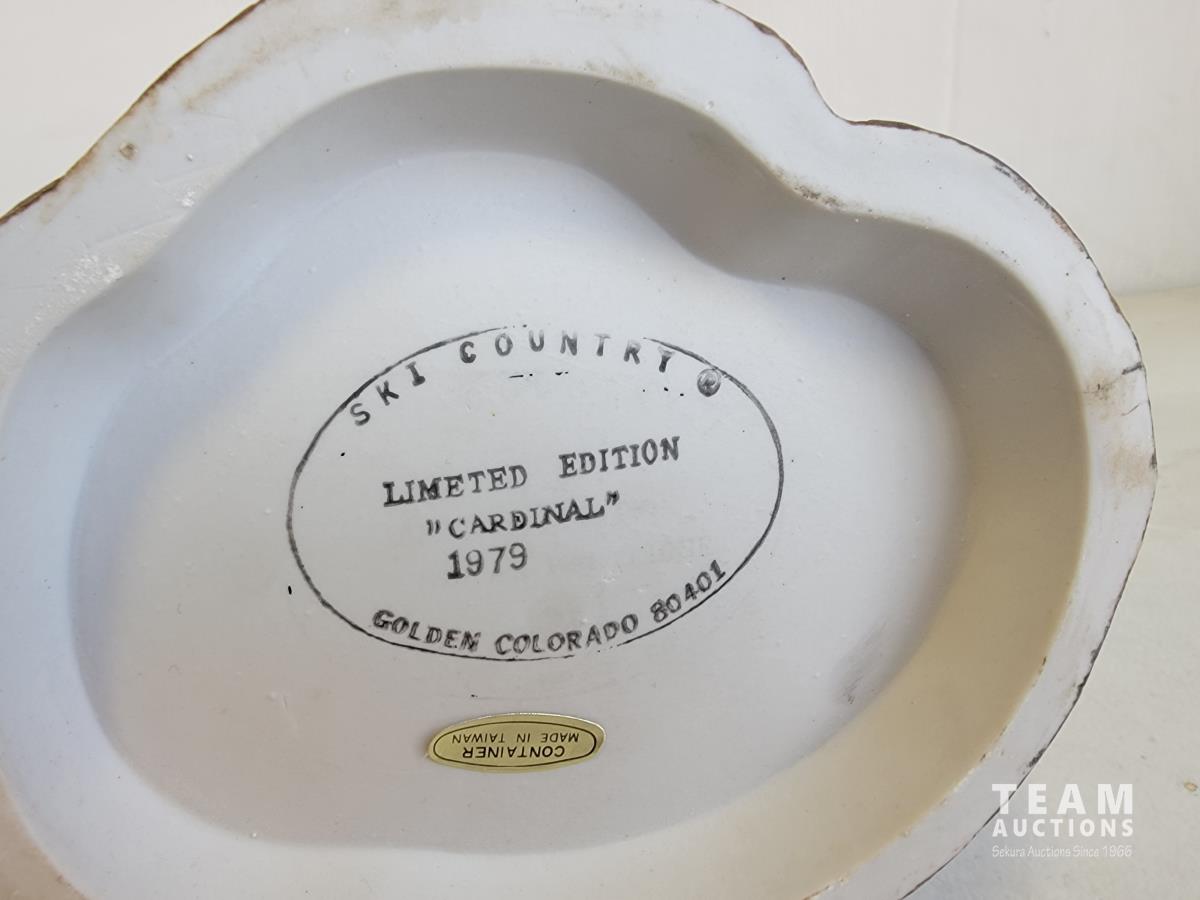 SKI COUNTRY®
LIMETED EDITION
"CARDINAL"
1979
GOLDEN COLORADO 80401
CONTAINER
MADE IN TAIWAN
TEAM
AUCTIONS
Sekura Auctions Since 1966